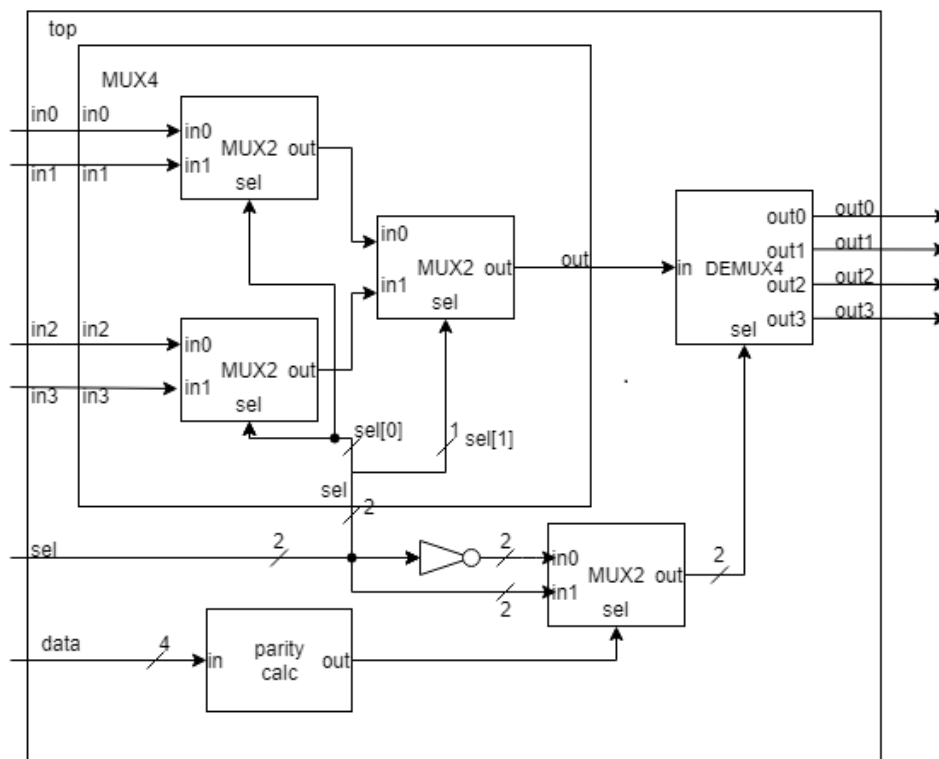 top
MUX4
in0 in0
in0
MUX2 out
in1 in1
in1
sel
in0
MUX2 out
in1
sel
out
in DEMUX4
out0 out0
out1 out1
out2 out2
out3 out3
sel
in2 in2
in0
MUX2 out
in3 in3
in1
sel
sel[0]
1
sel[1]
sel
2
sel
2
2
in0
MUX2 out
in1
2
sel
2
data
4
in
parity
calc
out